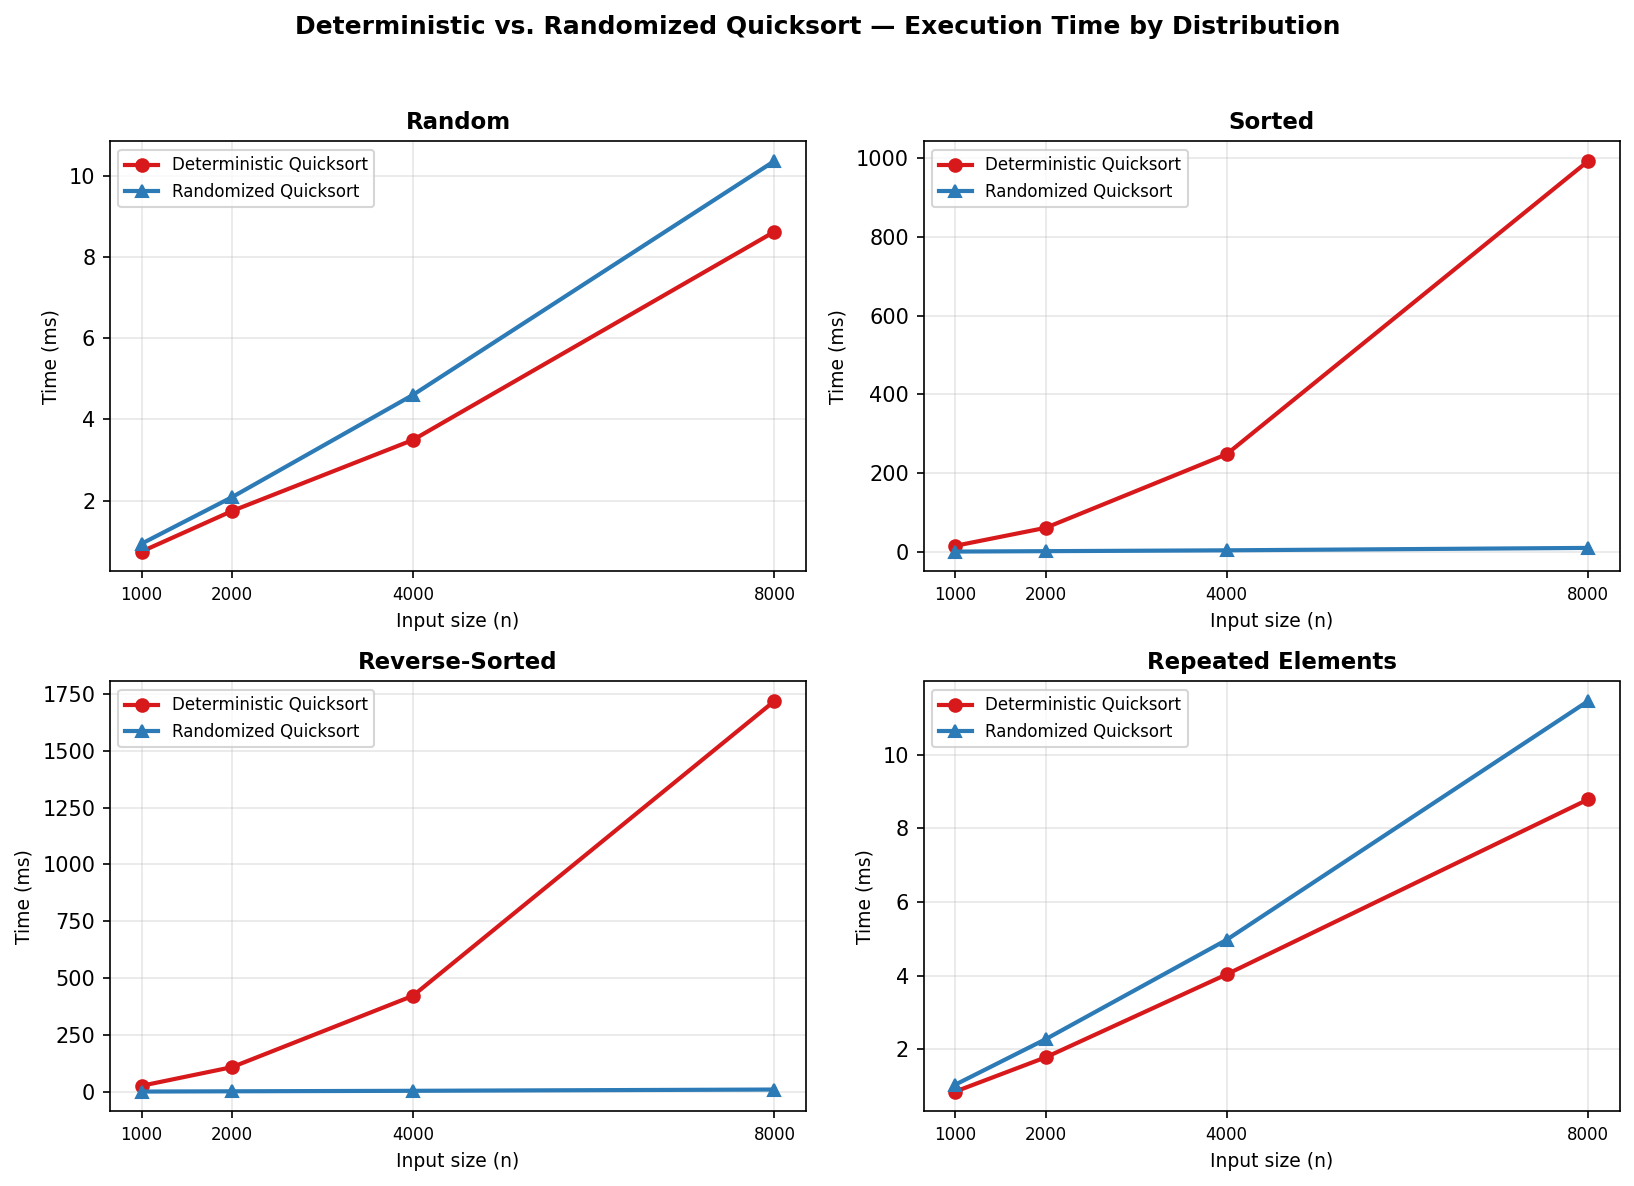 Deterministic vs. Randomized Quicksort — Execution Time by Distribution
Random
Deterministic Quicksort
Randomized Quicksort
10
8
6
4
2
Time (ms)
1000 2000 4000 8000
Input size (n)
Sorted
Deterministic Quicksort
Randomized Quicksort
1000
800
600
400
200
0
Time (ms)
1000 2000 4000 8000
Input size (n)
Reverse-Sorted
Deterministic Quicksort
Randomized Quicksort
1750
1500
1250
1000
750
500
250
0
Time (ms)
1000 2000 4000 8000
Input size (n)
Repeated Elements
Deterministic Quicksort
Randomized Quicksort
10
8
6
4
2
Time (ms)
1000 2000 4000 8000
Input size (n)